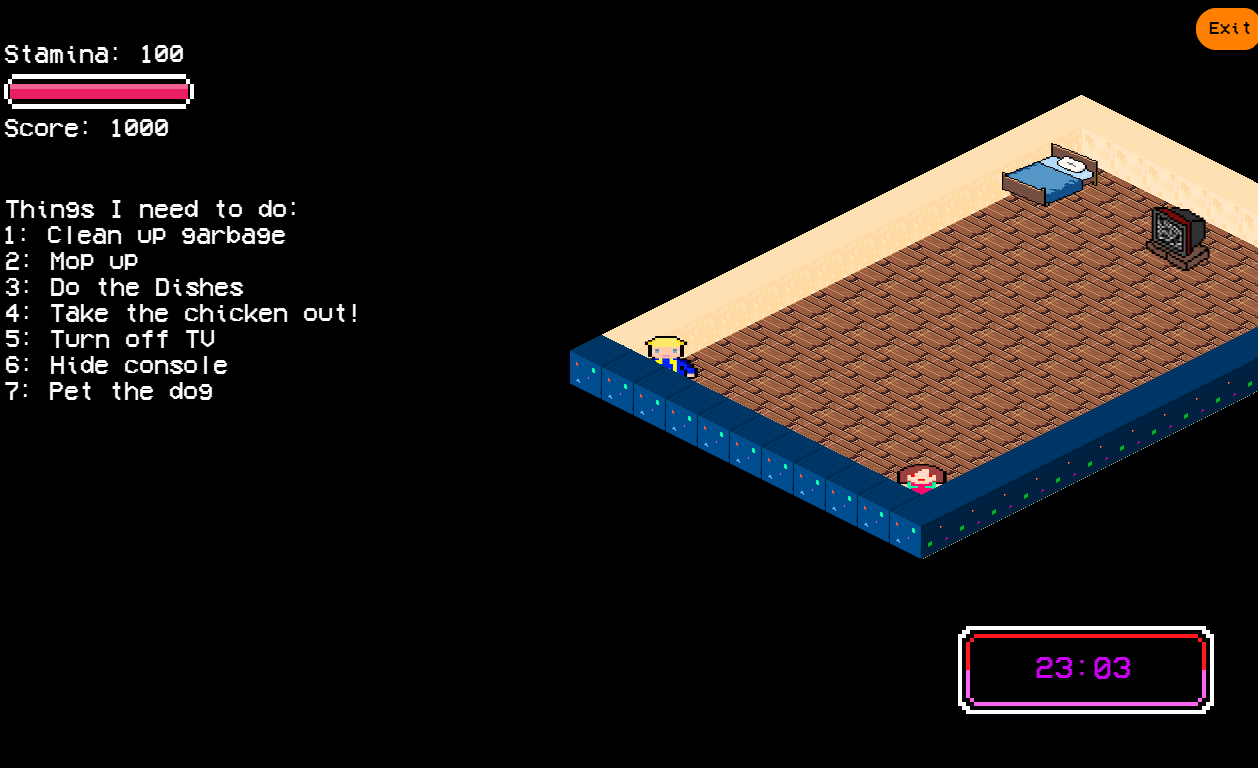 Exit
Stamina: 100
Score: 1000
Things I need to do:
1: Clean up garbage
2: Mop up
3: Do the Dishes
4: Take the chicken out!
5: Turn off TV
6: Hide console
7: Pet the dog
23:03